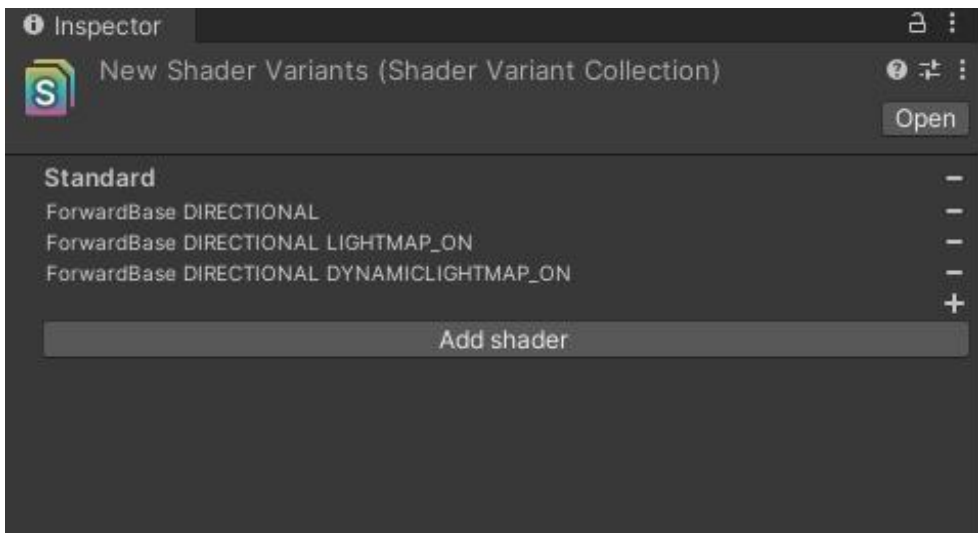 Inspector
New Shader Variants (Shader Variant Collection)
Open
Standard
ForwardBase DIRECTIONAL
ForwardBase DIRECTIONAL LIGHTMAP_ON
ForwardBase DIRECTIONAL DYNAMICLIGHTMAP_ON
Add shader